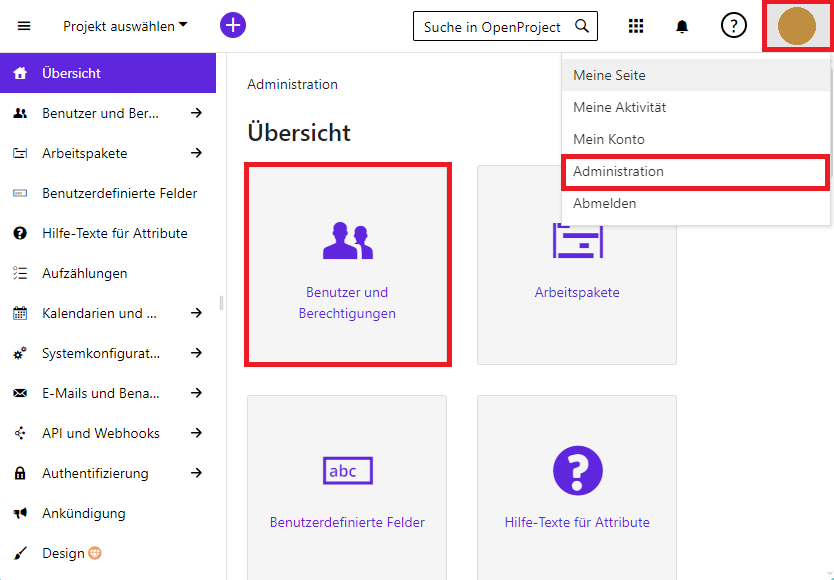 Projekt auswählen
Suche in OpenProject
Übersicht
Benutzer und Ber...
Arbeitspakete
Benutzerdefinierte Felder
Hilfe-Texte für Attribute
Aufzählungen
Kalendarien und ...
Systemkonfigurat...
E-Mails und Bena...
API und Webhooks
Authentifizierung
Ankündigung
Design
Administration
Übersicht
Benutzer und
Berechtigungen
Arbeitspakete
abc
Benutzerdefinierte Felder
Hilfe-Texte für Attribute
Meine Seite
Meine Aktivität
Mein Konto
Administration
Abmelden